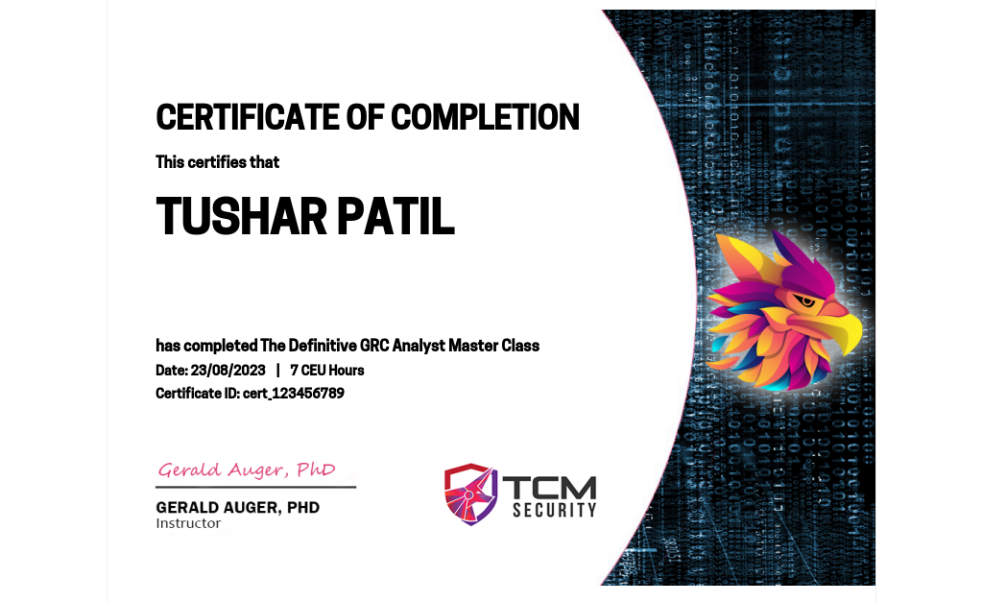 CERTIFICATE OF COMPLETION
This certifies that
TUSHAR PATIL
has completed The Definitive GRC Analyst Master Class
Date: 23/08/2023 | 7 CEU Hours
Certificate ID: cert_123456789
Gerald Auger, PhD
GERALD AUGER, PHD
Instructor
TCM
SECURITY